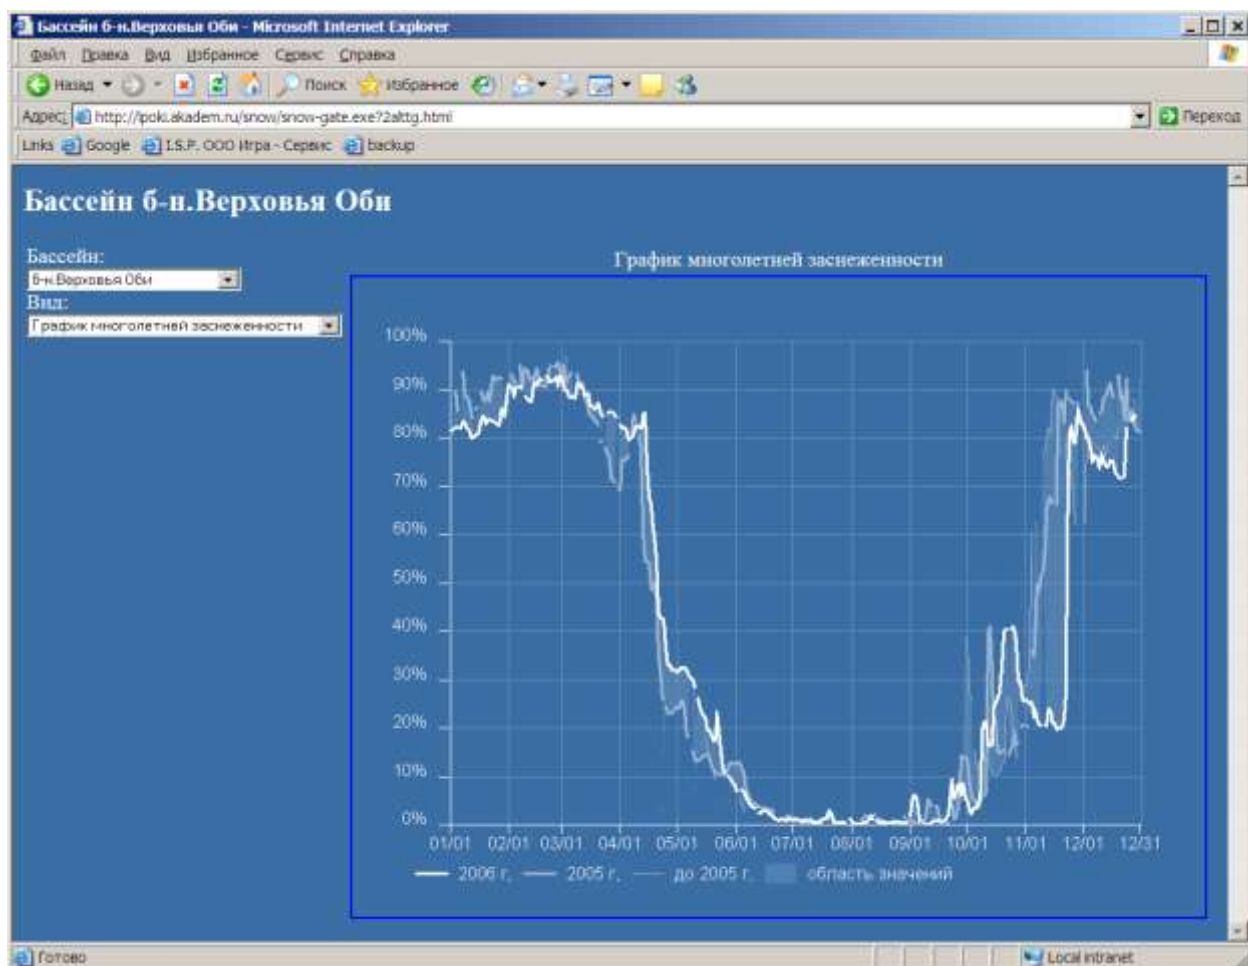 Бассейн б-н.Верховья Оби - Microsoft Internet Explorer
Файл Правка Вид Избранное Сервис Справка
Назад Поиск Избранное
Адрес: http://ipoki.akadem.ru/snow/snow-gate.exe?2alttg.html Переход
Links Google I.S.P. ООО Игра - Сервис backup
Бассейн б-н.Верховья Оби
Бассейн:
б-н.Верховья Оби
Вид:
График многолетней заснеженности
График многолетней заснеженности
100%
90%
80%
70%
60%
50%
40%
30%
20%
10%
0%
01/01 02/01 03/01 04/01 05/01 06/01 07/01 08/01 09/01 10/01 11/01 12/01 12/31
2006 г. 2005 г. до 2005 г. область значений
Готово Local intranet